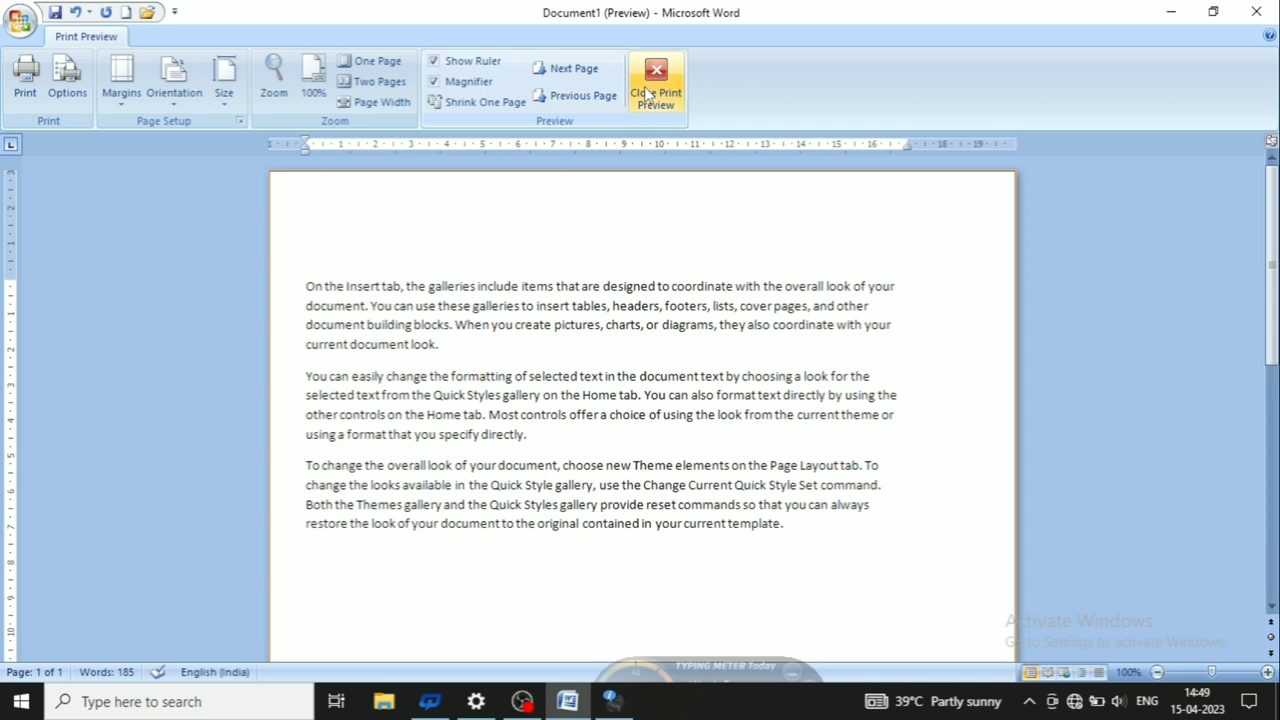 Document1 (Preview) - Microsoft Word
Print Preview
Print
Options
Margins
Orientation
Size
Zoom
100%
One Page
Two Pages
Page Width
Show Ruler
Magnifier
Shrink One Page
Next Page
Previous Page
Print
Preview
Print
Page Setup
Zoom
Preview
On the Insert tab, the galleries include items that are designed to coordinate with the overall look of your
document. You can use these galleries to insert tables, headers, footers, lists, cover pages, and other
document building blocks. When you create pictures, charts, or diagrams, they also coordinate with your
current document look.
You can easily change the formatting of selected text in the document text by choosing a look for the
selected text from the Quick Styles gallery on the Home tab. You can also format text directly by using the
other controls on the Home tab. Most controls offer a choice of using the look from the current theme or
using a format that you specify directly.
To change the overall look of your document, choose new Theme elements on the Page Layout tab. To
change the looks available in the Quick Style gallery, use the Change Current Quick Style Set command.
Both the Themes gallery and the Quick Styles gallery provide reset commands so that you can always
restore the look of your document to the original contained in your current template.
Activate Windows
to Settings to activate Windows.
Page: 1 of 1
Words: 185
English (India)
TYPING METER Today
100%
Type here to search
39°C Partly sunny
ENG
14:49
15-04-2023